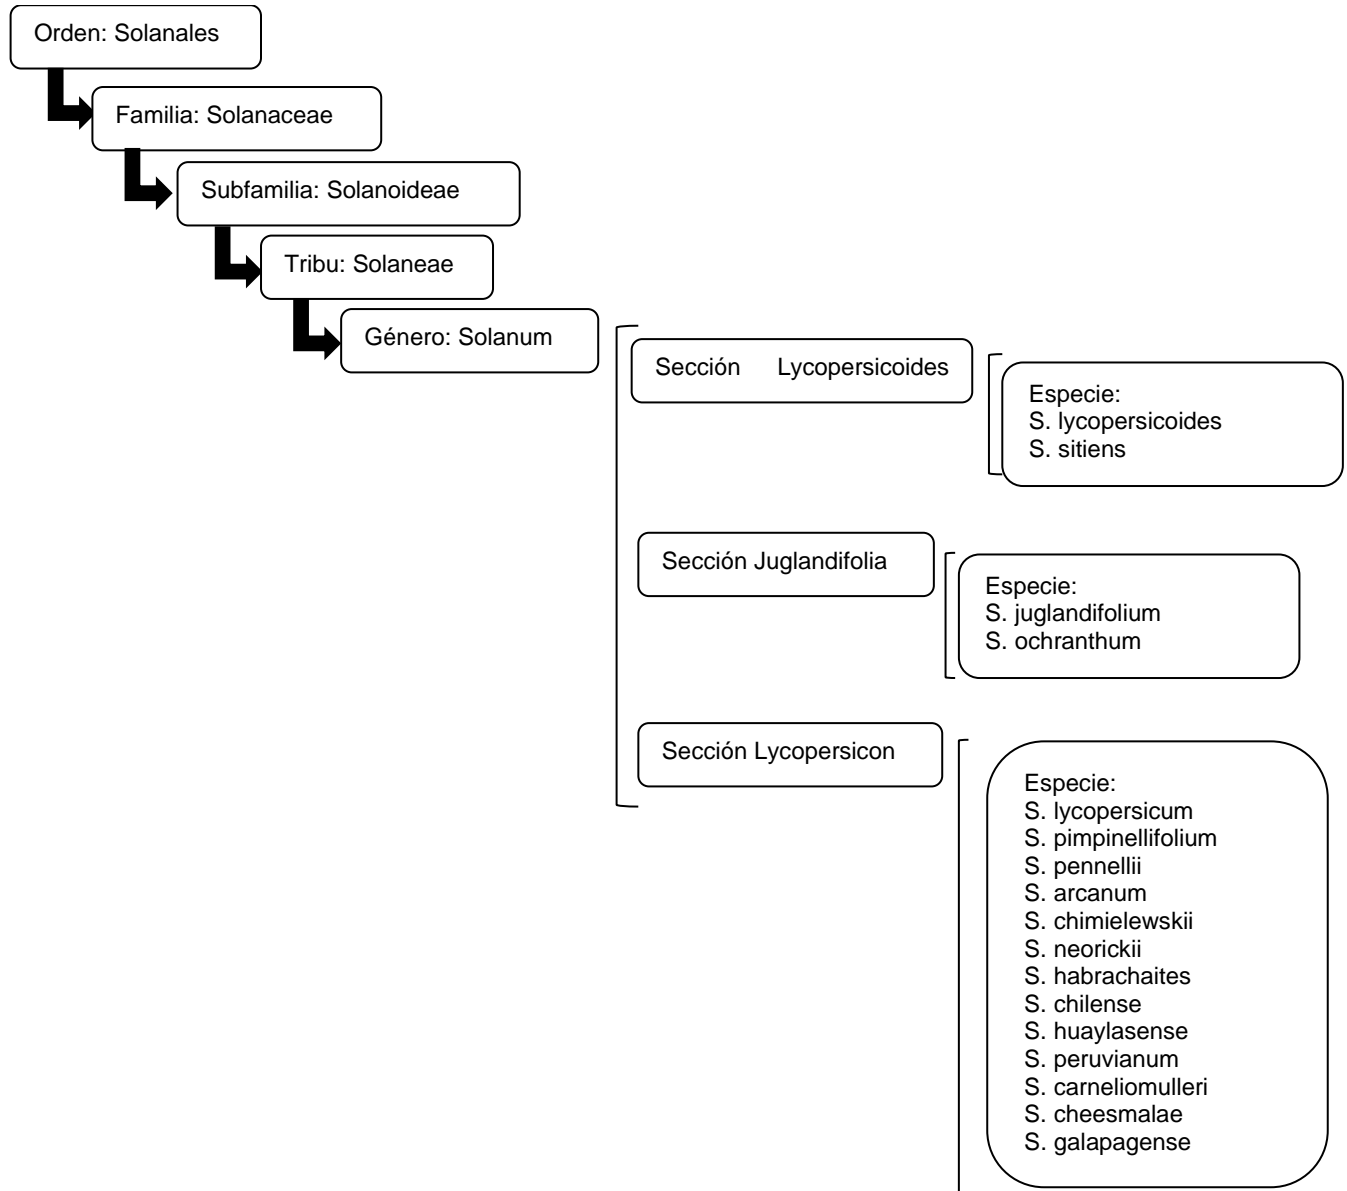 Orden: Solanales
Familia: Solanaceae
Subfamilia: Solanoideae
Tribu: Solaneae
Género: Solanum
Sección Lycopersicoides
Especie:
S. lycopersicoides
S. sitiens
Sección Juglandifolia
Especie:
S. juglandifolium
S. ochranthum
Sección Lycopersicon
Especie:
S. lycopersicum
S. pimpinellifolium
S. pennellii
S. arcanum
S. chimielewskii
S. neorickii
S. habrachaites
S. chilense
S. huaylasense
S. peruvianum
S. carneliomulleri
S. cheesmalae
S. galapagense